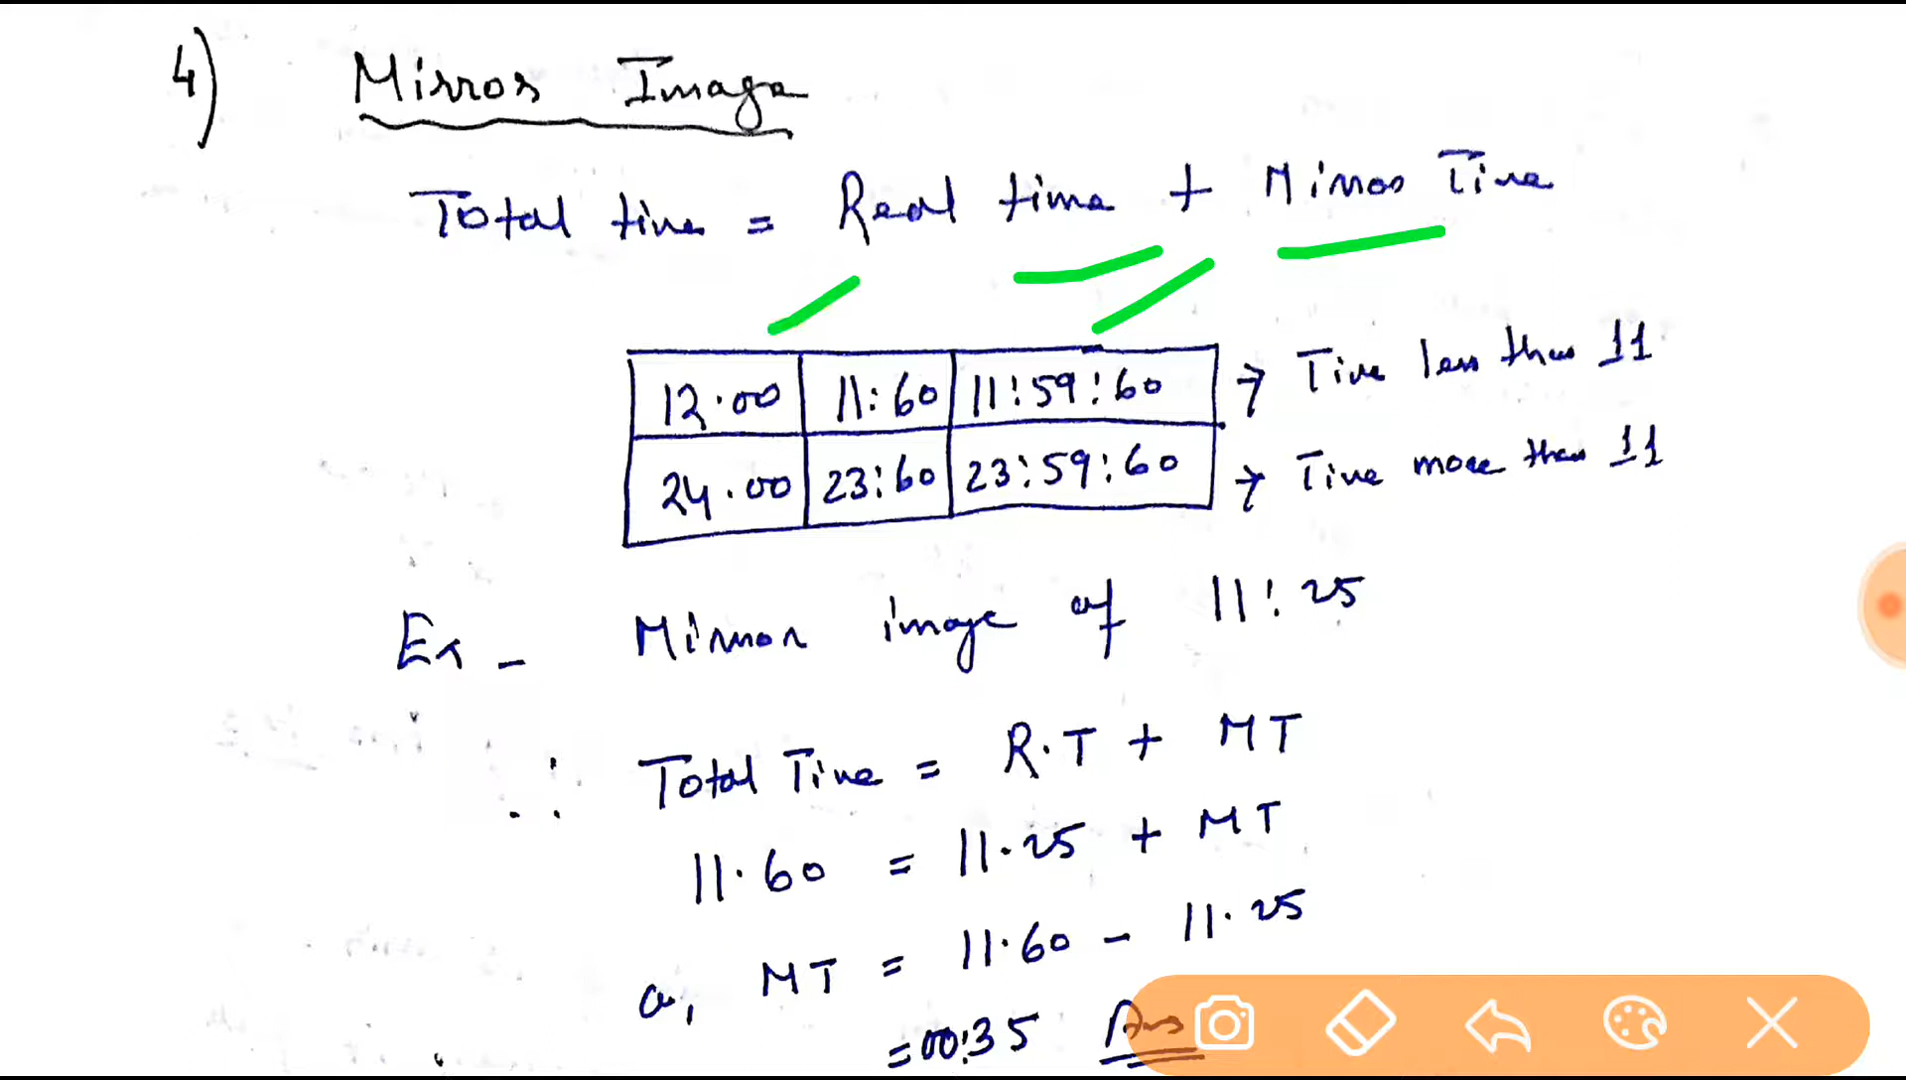 4) Mirror Image
Total time = Real time + Mirror Time
12.00 11:60 11:59:60 → Time less than 11
24.00 23:60 23:59:60 → Time more than 11
Ex - Mirror image of 11:25
∴ Total Time = R.T + MT
11.60 = 11.25 + MT
or, MT = 11.60 - 11.25
= 00:35 Ans